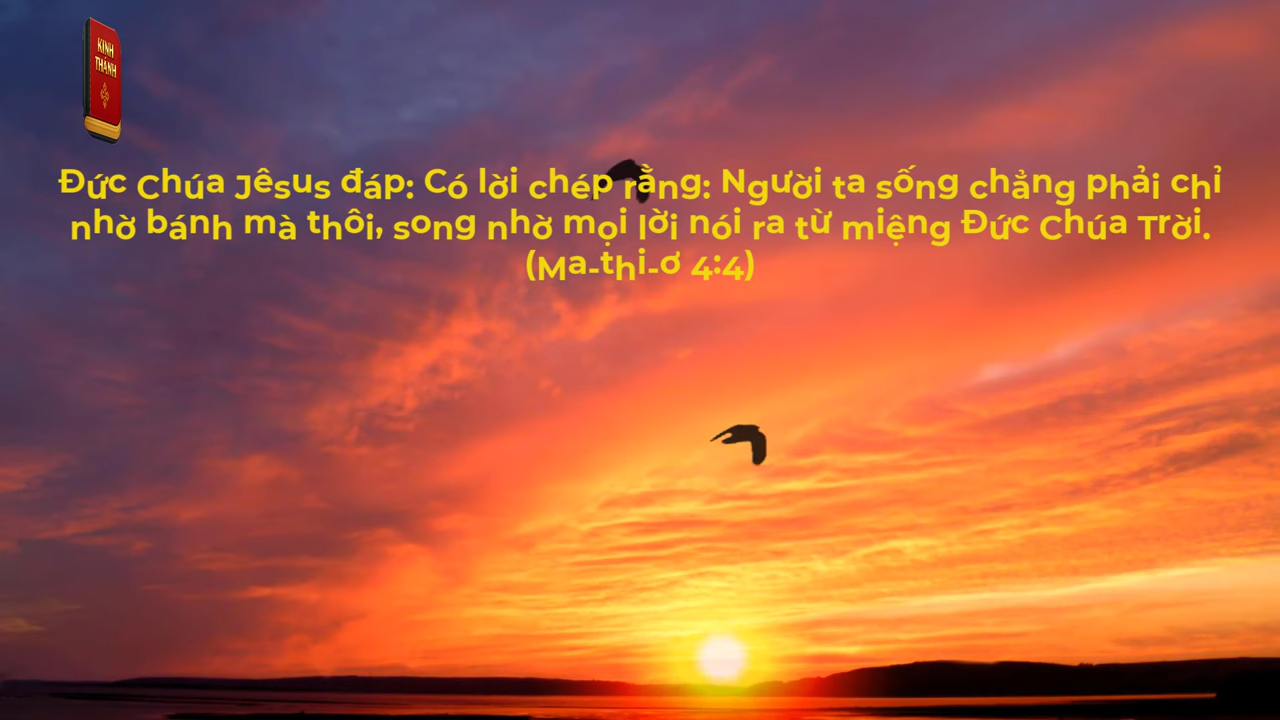 KINH
THÁNH
Đức Chúa Jêsus đáp: Có lời chép rằng: Người ta sống chẳng phải chỉ
nhờ bánh mà thôi, song nhờ mọi lời nói ra từ miệng Đức Chúa Trời.
(Ma-thi-ơ 4:4)